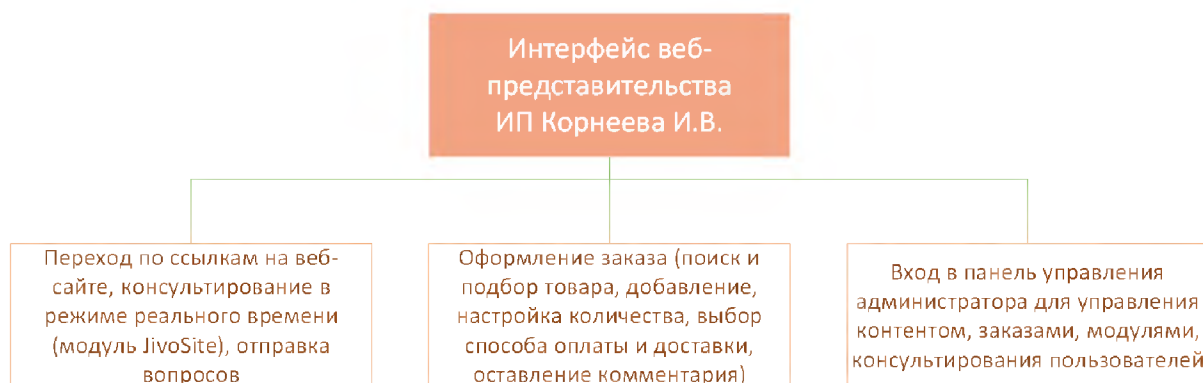 Интерфейс веб-
представительства
ИП Корнеева И.В.
Переход по ссылкам на веб-
сайте, консультирование в
режиме реального времени
(модуль JivoSite), отправка
вопросов
Оформление заказа (поиск и
подбор товара, добавление,
настройка количества, выбор
способа оплаты и доставки,
оставление комментария)
Вход в панель управления
администратора для управления
контентом, заказами, модулями,
консультирования пользователей